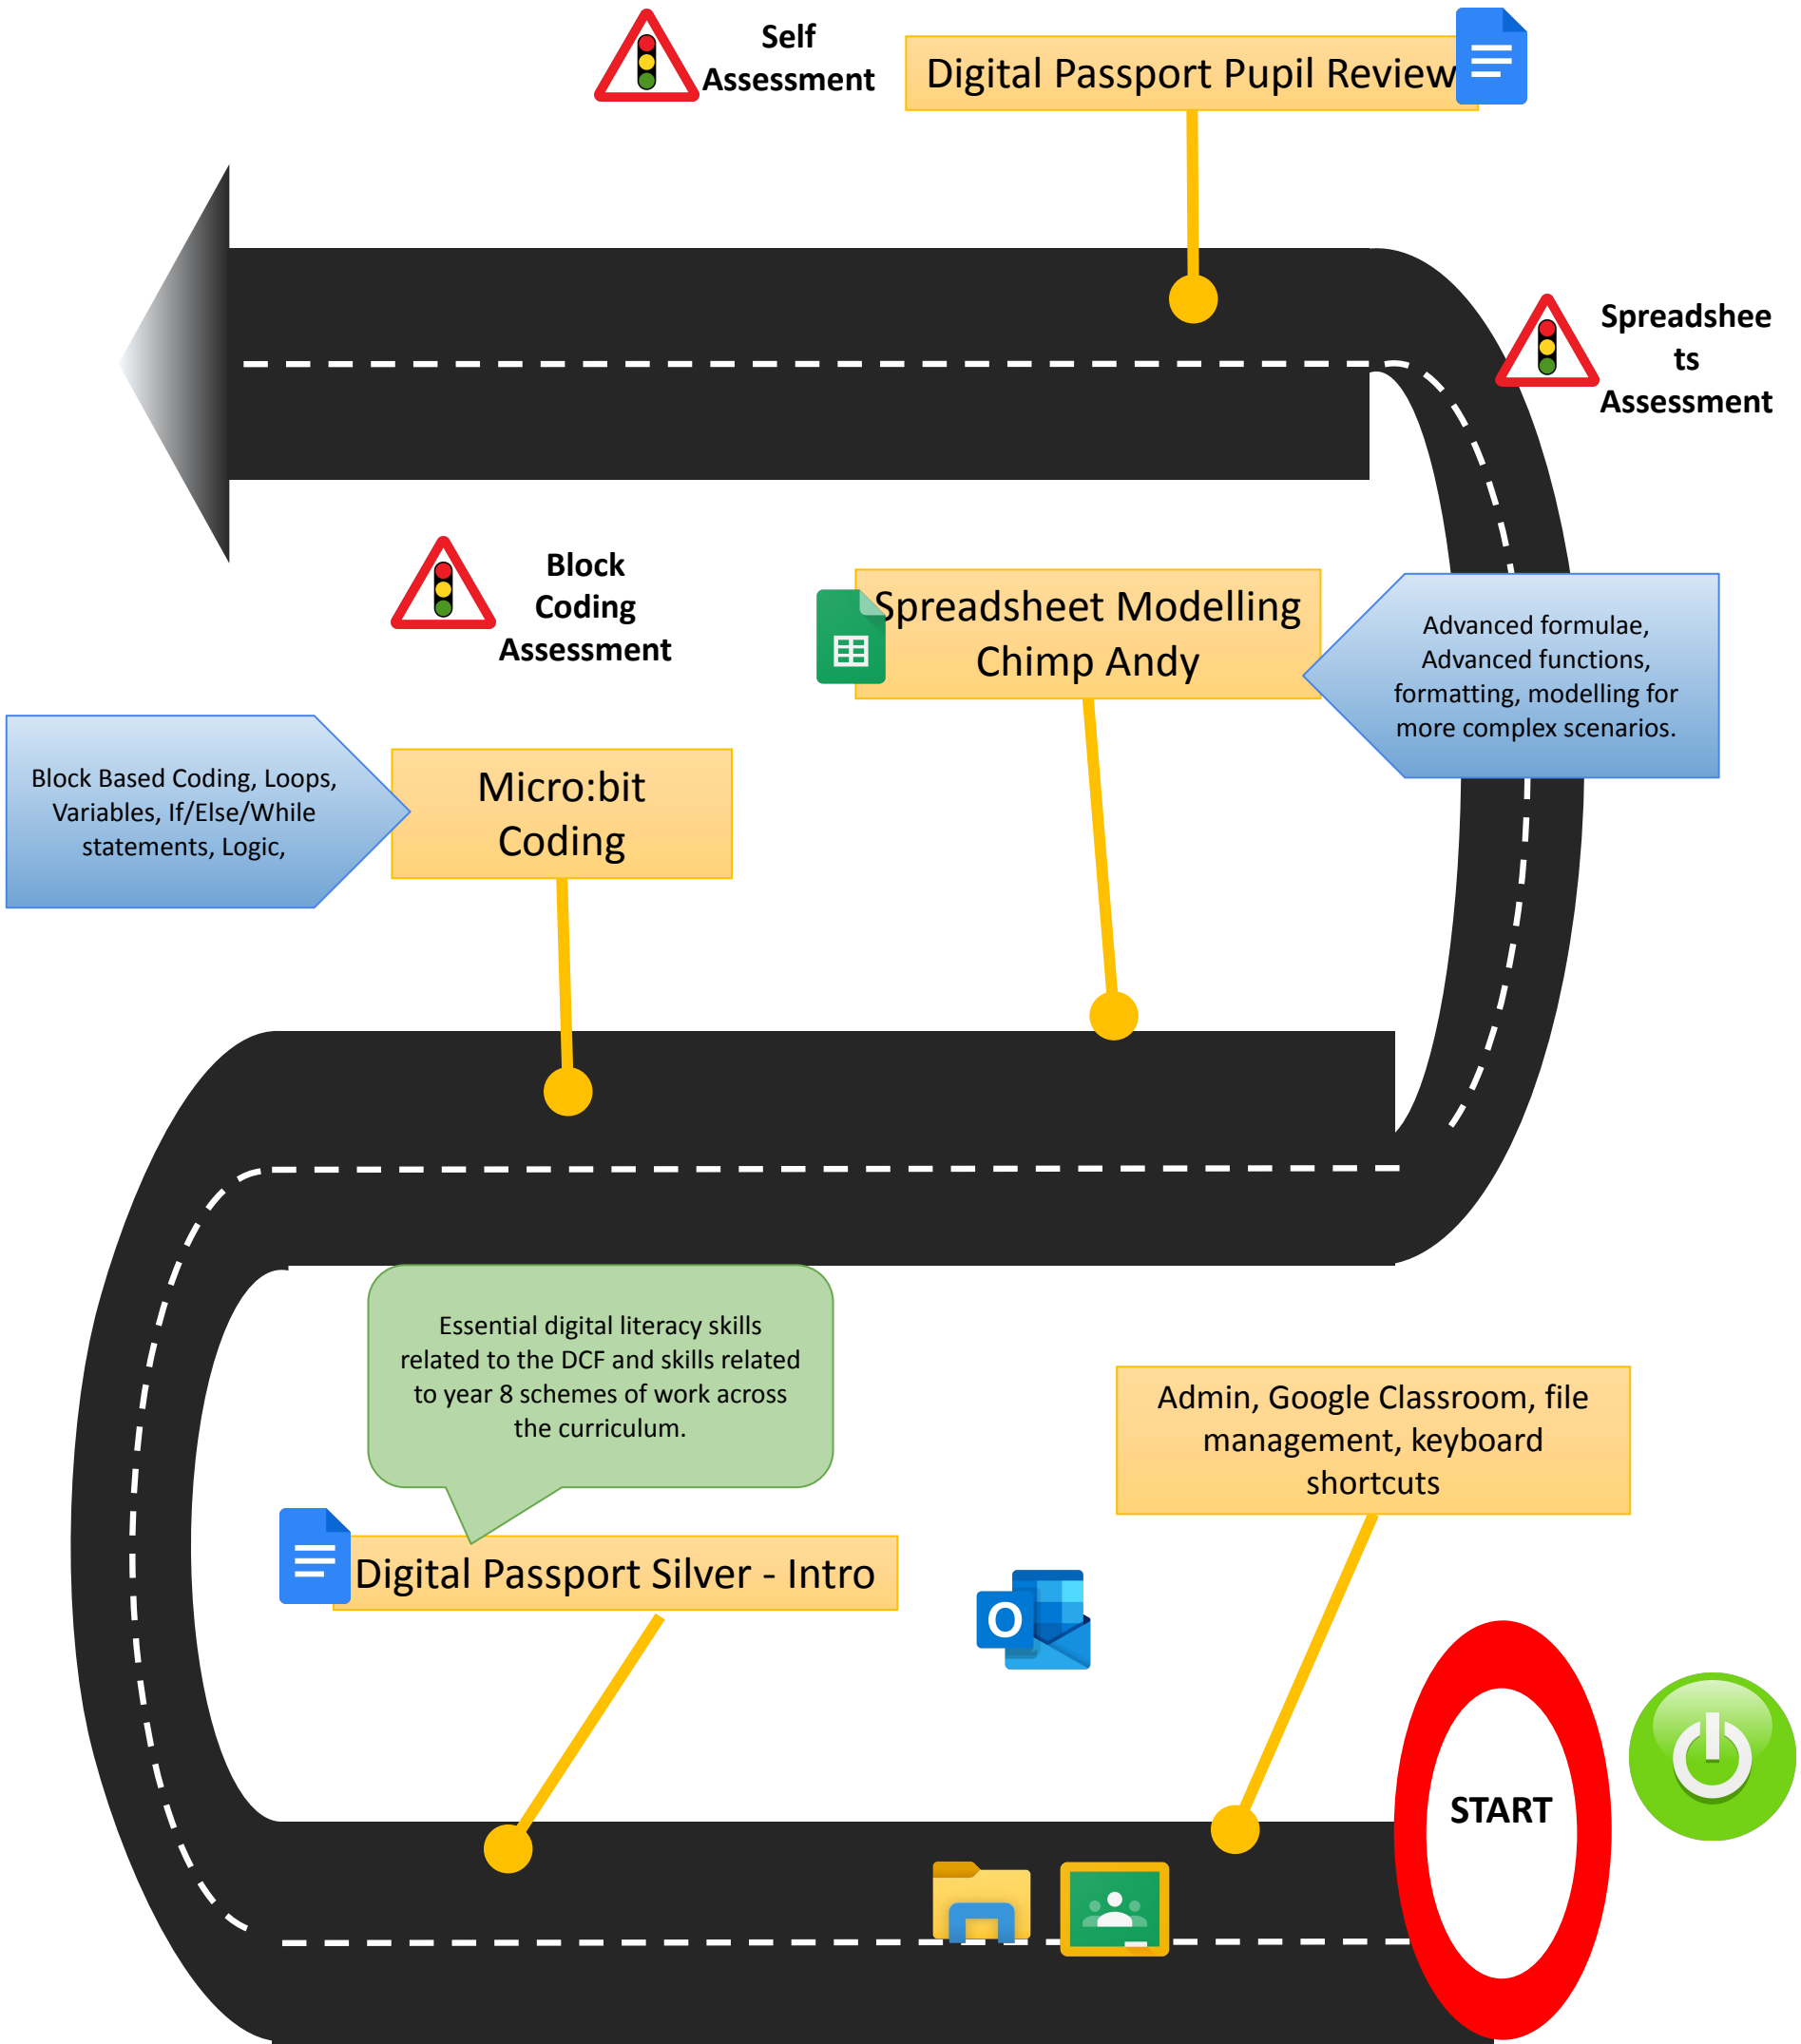 Self
Assessment
Digital Passport Pupil Review
Spreadshee
ts
Assessment
Block
Coding
Assessment
Spreadsheet Modelling
Chimp Andy
Advanced formulae,
Advanced functions,
formatting, modelling for
more complex scenarios.
Block Based Coding, Loops,
Variables, If/Else/While
statements, Logic,
Micro:bit
Coding
Essential digital literacy skills
related to the DCF and skills related
to year 8 schemes of work across
the curriculum.
Admin, Google Classroom, file
management, keyboard
shortcuts
Digital Passport Silver - Intro
O
START